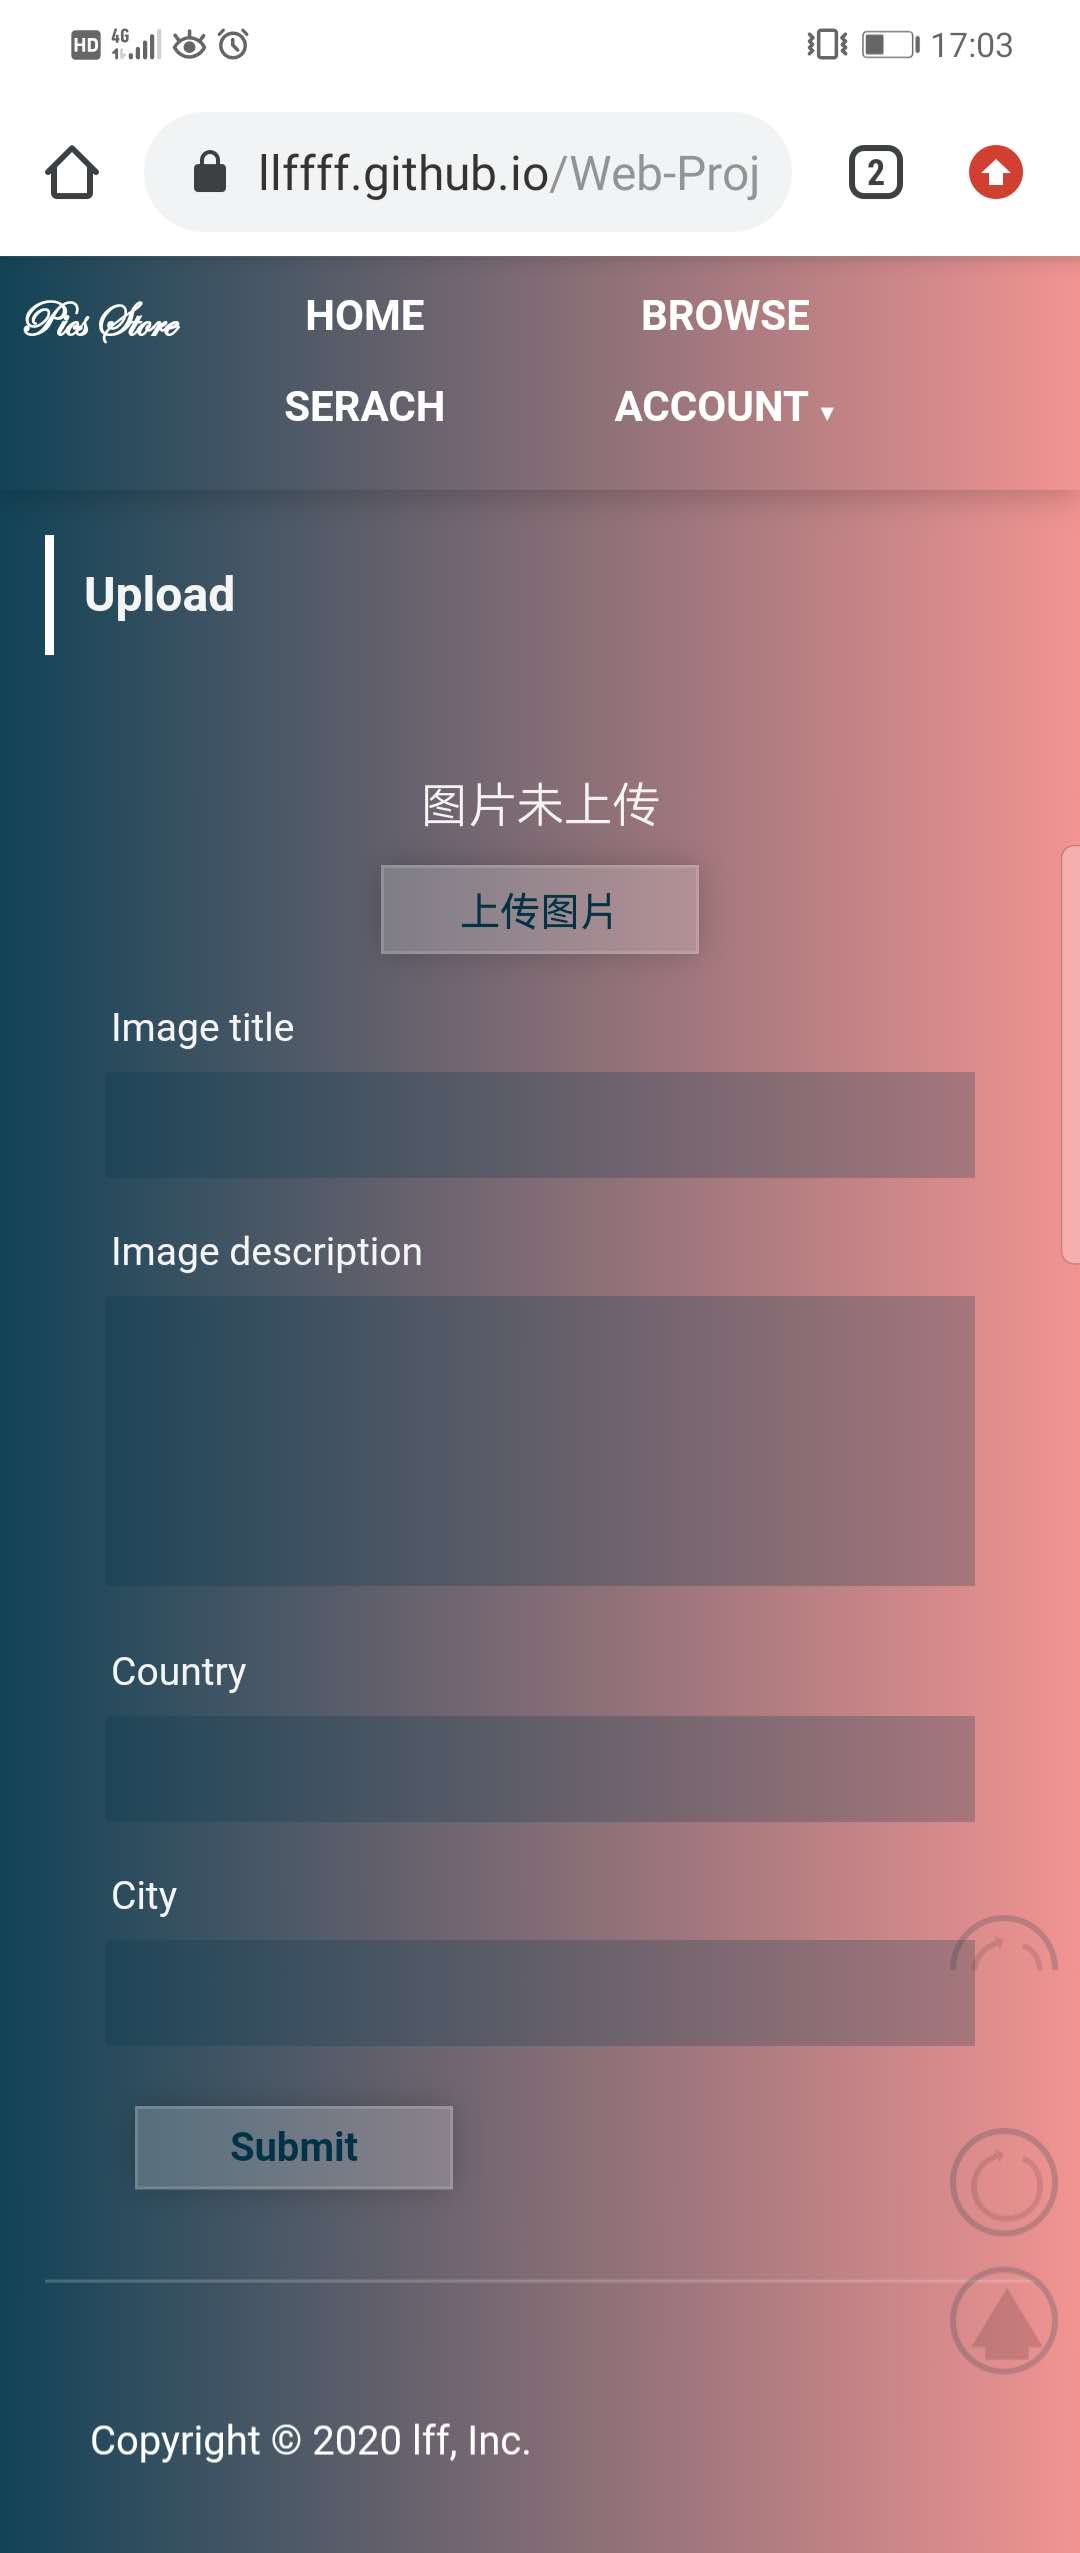 HD 4G 17:03
llffff.github.io/Web-Proj 2
Pics Store HOME BROWSE
SERACH ACCOUNT ▾
Upload
图片未上传
上传图片
Image title
Image description
Country
City
Submit
Copyright © 2020 lff, Inc.